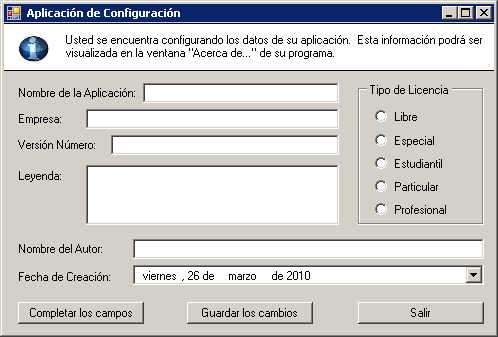 Aplicación de Configuración
Usted se encuentra configurando los datos de su aplicación. Esta información podrá ser
visualizada en la ventana "Acerca de..." de su programa.
Nombre de la Aplicación:
Empresa:
Versión Número:
Leyenda:
Tipo de Licencia
Libre
Especial
Estudiantil
Particular
Profesional
Nombre del Autor:
Fecha de Creación:
viernes , 26 de marzo de 2010
Completar los campos
Guardar los cambios
Salir